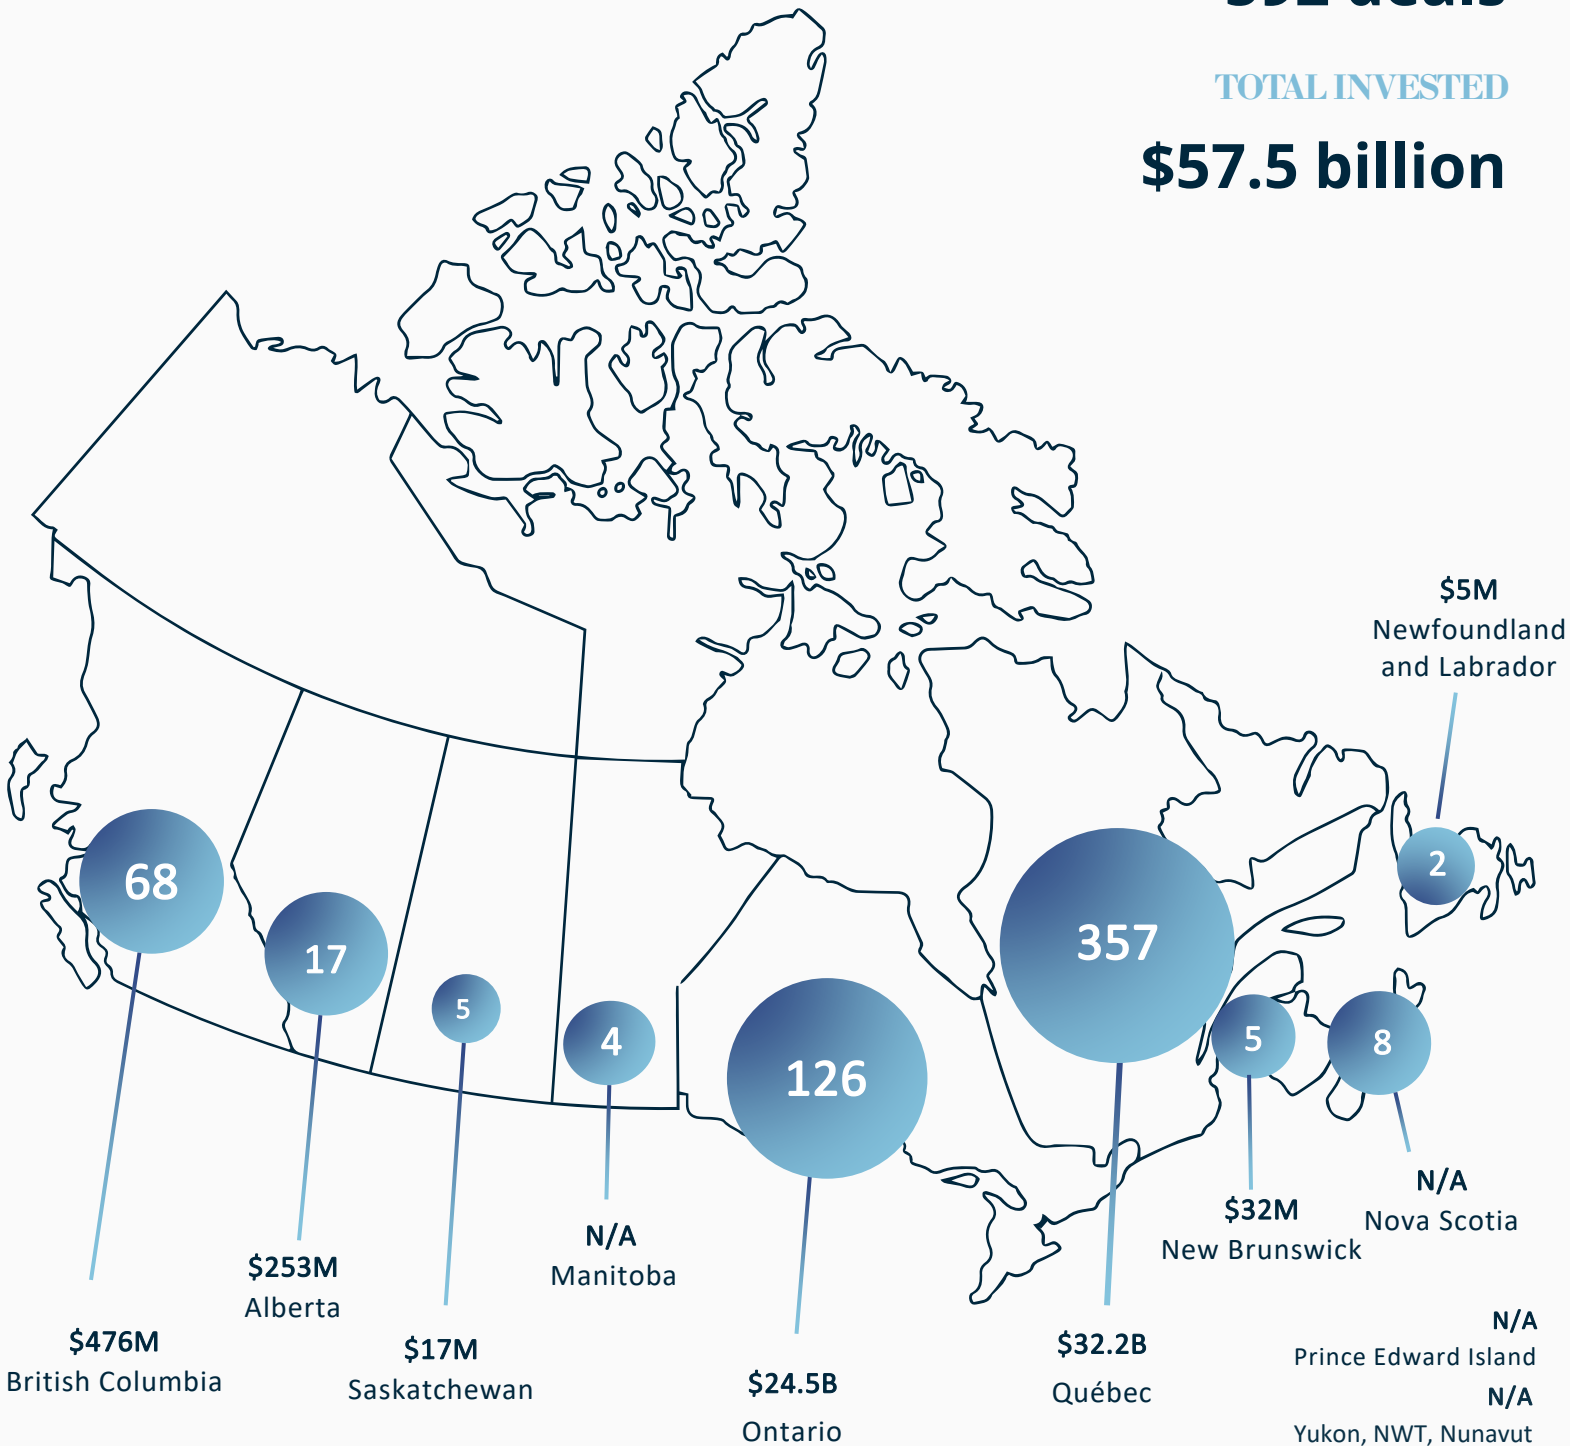 592 deals
TOTAL INVESTED
$57.5 billion
$5M
Newfoundland
and Labrador
2
68
357
17
5
4
126
5
8
N/A
Nova Scotia
$32M
New Brunswick
N/A
Manitoba
$253M
Alberta
$476M
British Columbia
$17M
Saskatchewan
$24.5B
Ontario
$32.2B
Québec
N/A
Prince Edward Island
N/A
Yukon, NWT, Nunavut